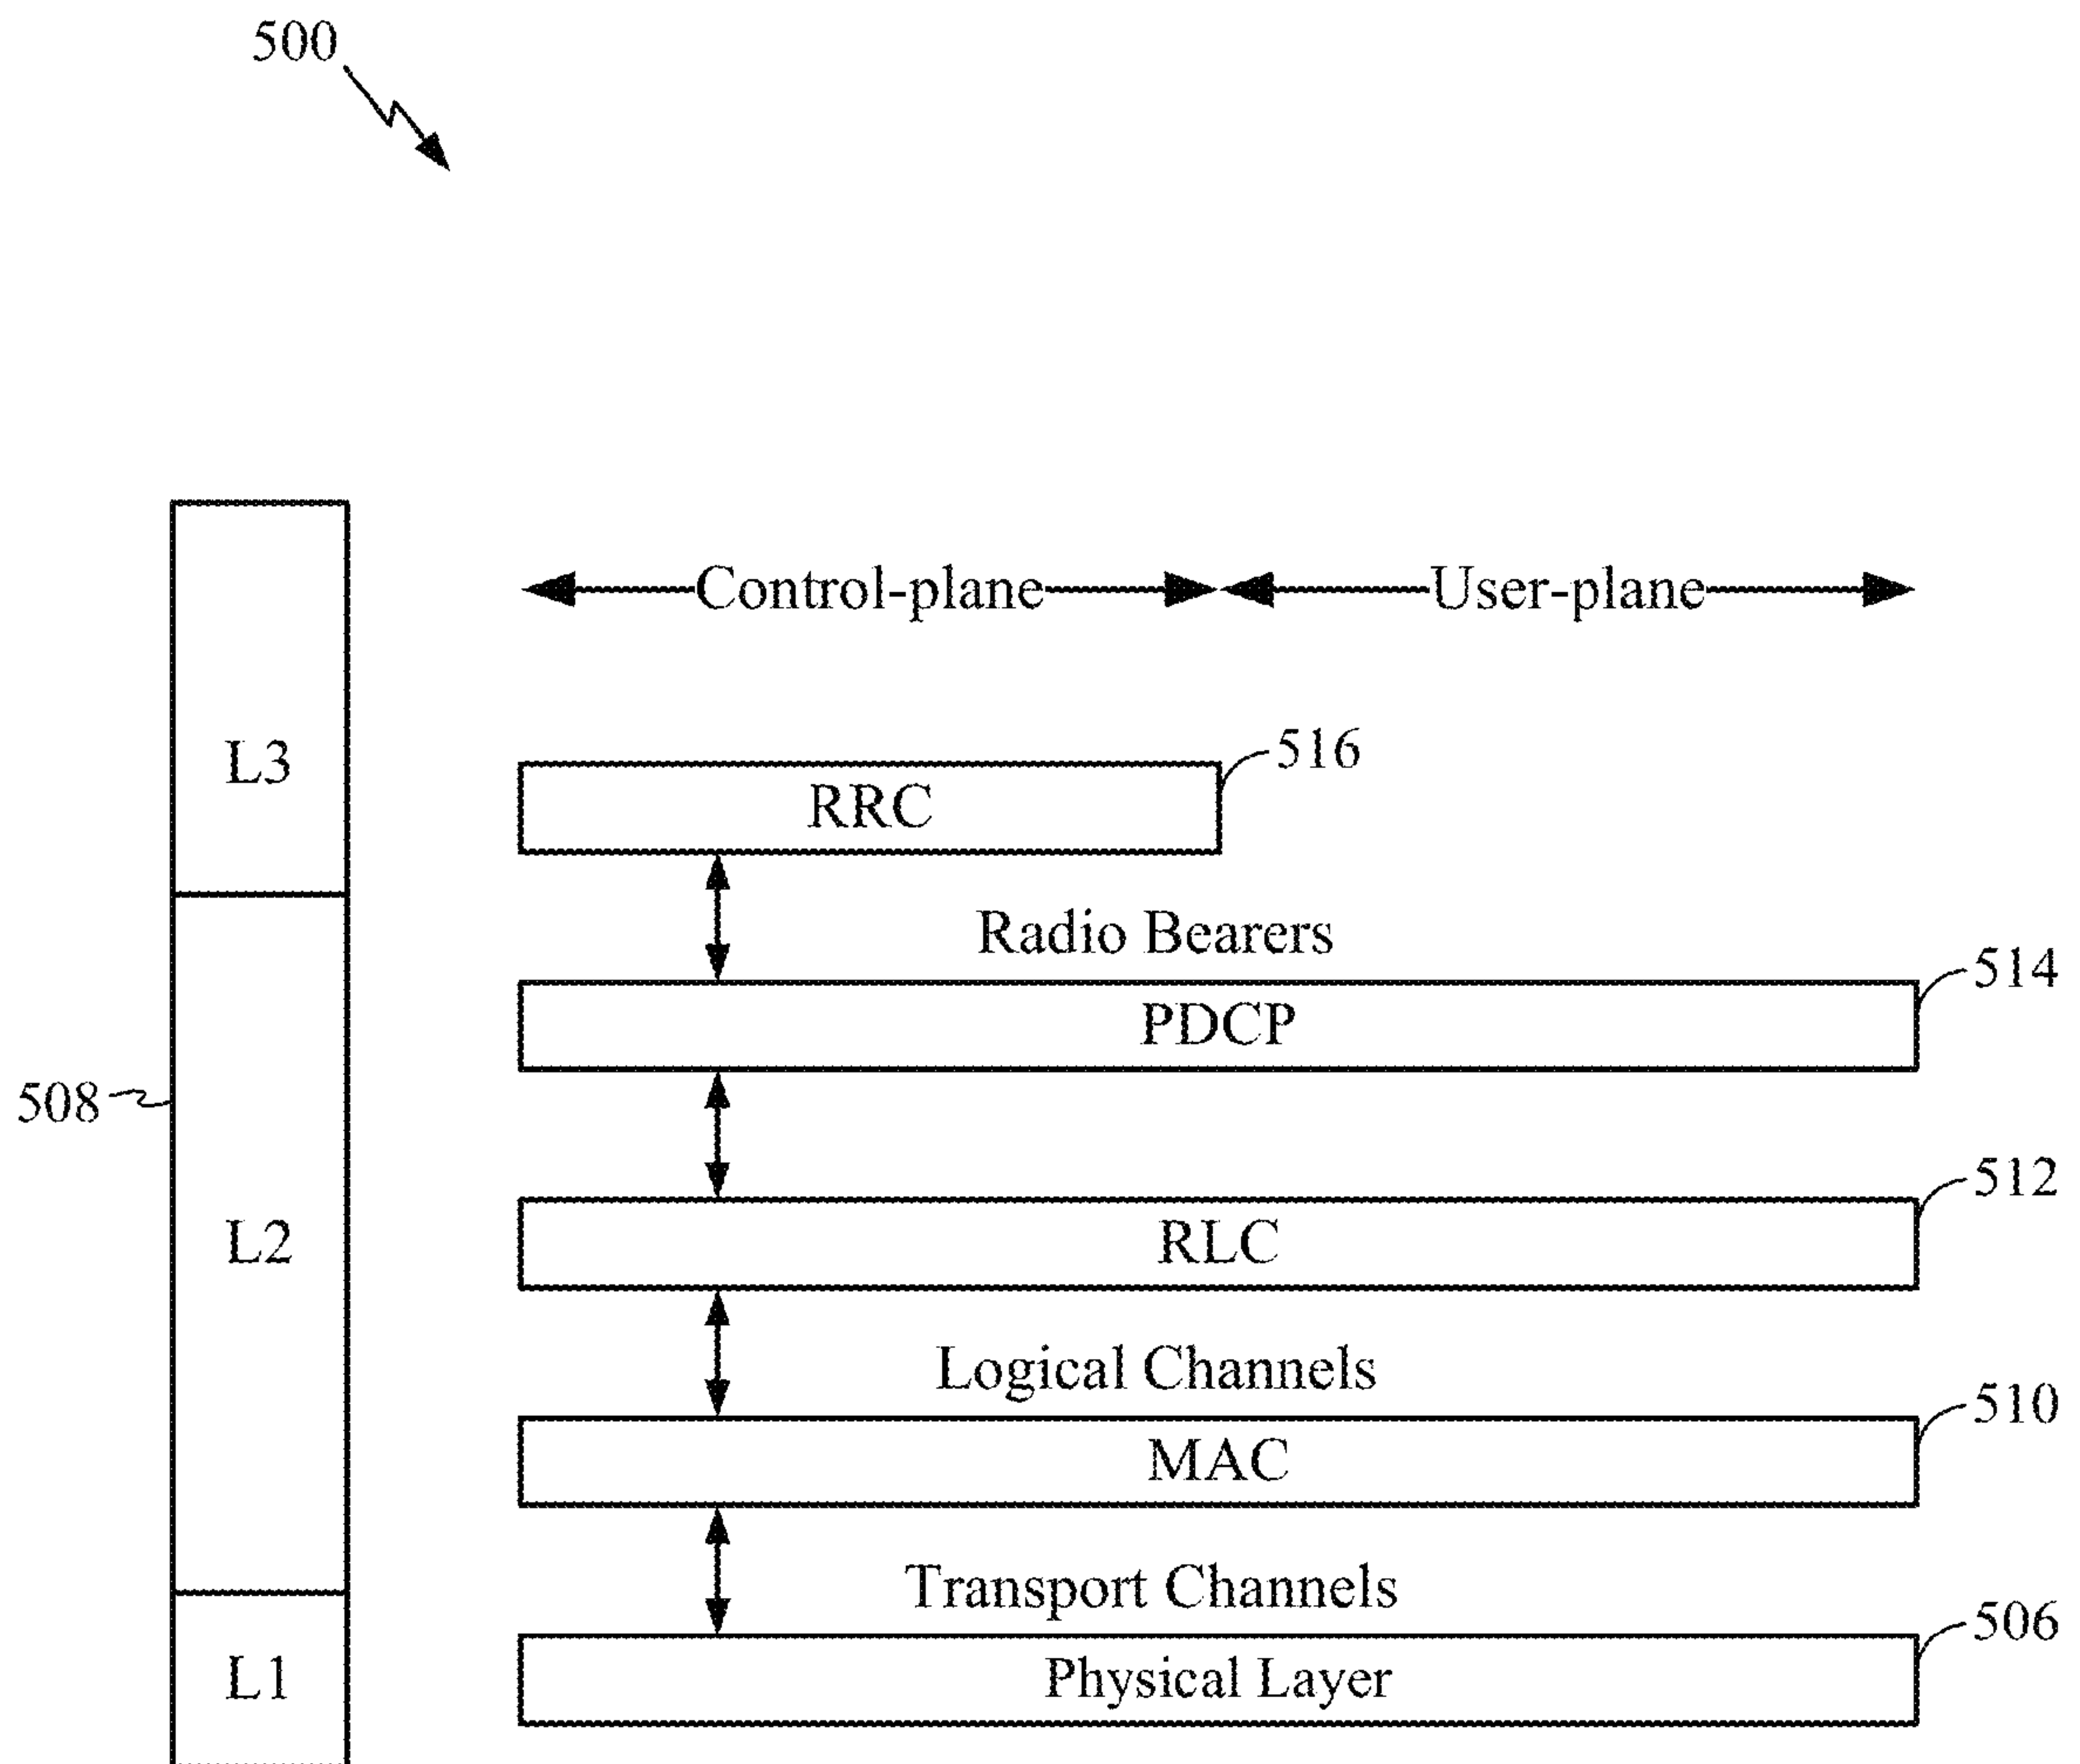 500
Control-plane
User-plane
L3
516
RRC
Radio Bearers
514
PDCP
508
512
L2
RLC
Logical Channels
510
MAC
Transport Channels
506
L1
Physical Layer